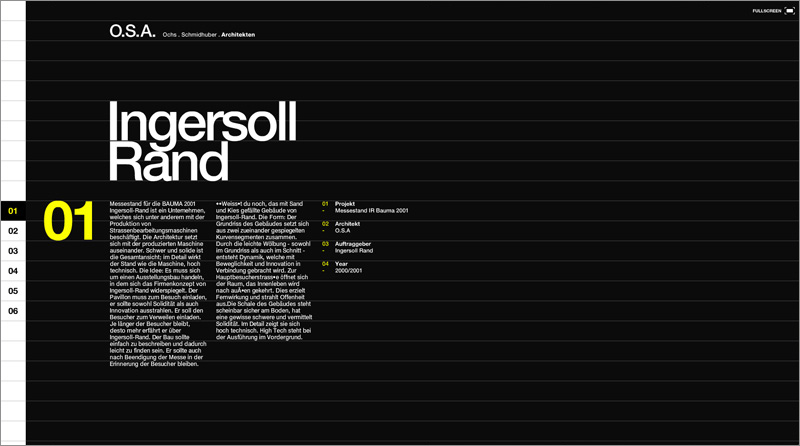 FULLSCREEN
O.S.A. Ochs . Schmidhuber . Architekten
Ingersoll
Rand
01
02
03
04
05
06
01
Messestand für die BAUMA 2001
Ingersoll-Rand ist ein Unternehmen,
welches sich unter anderem mit der
Produktion von
Strassenbearbeitungsmaschinen
beschäftigt. Die Architektur setzt
sich mit der produzierten Maschine
auseinander. Schwer und solide ist
die Gesamtansicht; im Detail wirkt
der Stand wie die Maschine, hoch
technisch. Die Idee: Es muss sich
um einen Ausstellungsbau handeln,
in dem sich das Firmenkonzept von
Ingersoll-Rand widerspiegelt. Der
Pavillon muss zum Besuch einladen,
er sollte sowohl Solidität als auch
Innovation ausstrahlen. Er soll den
Besucher zum Verweilen einladen.
Je länger der Besucher bleibt,
desto mehr erfährt er über
Ingersoll-Rand. Der Bau sollte
einfach zu beschreiben und dadurch
leicht zu finden sein. Er sollte auch
nach Beendigung der Messe in der
Erinnerung der Besucher bleiben.
••Weiss•t du noch, das mit Sand
und Kies gefällte Gebäude von
Ingersoll-Rand. Die Form: Der
Grundriss des Gebäudes setzt sich
aus zwei zueinander gespiegelten
Kurvensegmenten zusammen.
Durch die leichte Wölbung - sowohl
im Grundriss als auch im Schnitt -
entsteht Dynamik, welche mit
Beweglichkeit und Innovation in
Verbindung gebracht wird. Zur
Hauptbesucherstrass•e öffnet sich
der Raum, das Innenleben wird
nach auÃ•en gekehrt. Dies erzielt
Fernwirkung und strahlt Offenheit
aus.Die Schale des Gebäudes steht
scheinbar sicher am Boden, hat
eine gewisse schwere und vermittelt
Solidität. Im Detail zeigt sie sich
hoch technisch. High Tech steht bei
der Ausführung im Vordergrund.
01 Projekt
- Messestand IR Bauma 2001
02 Architekt
- O.S.A
03 Auftraggeber
- Ingersoll Rand
04 Year
- 2000/2001